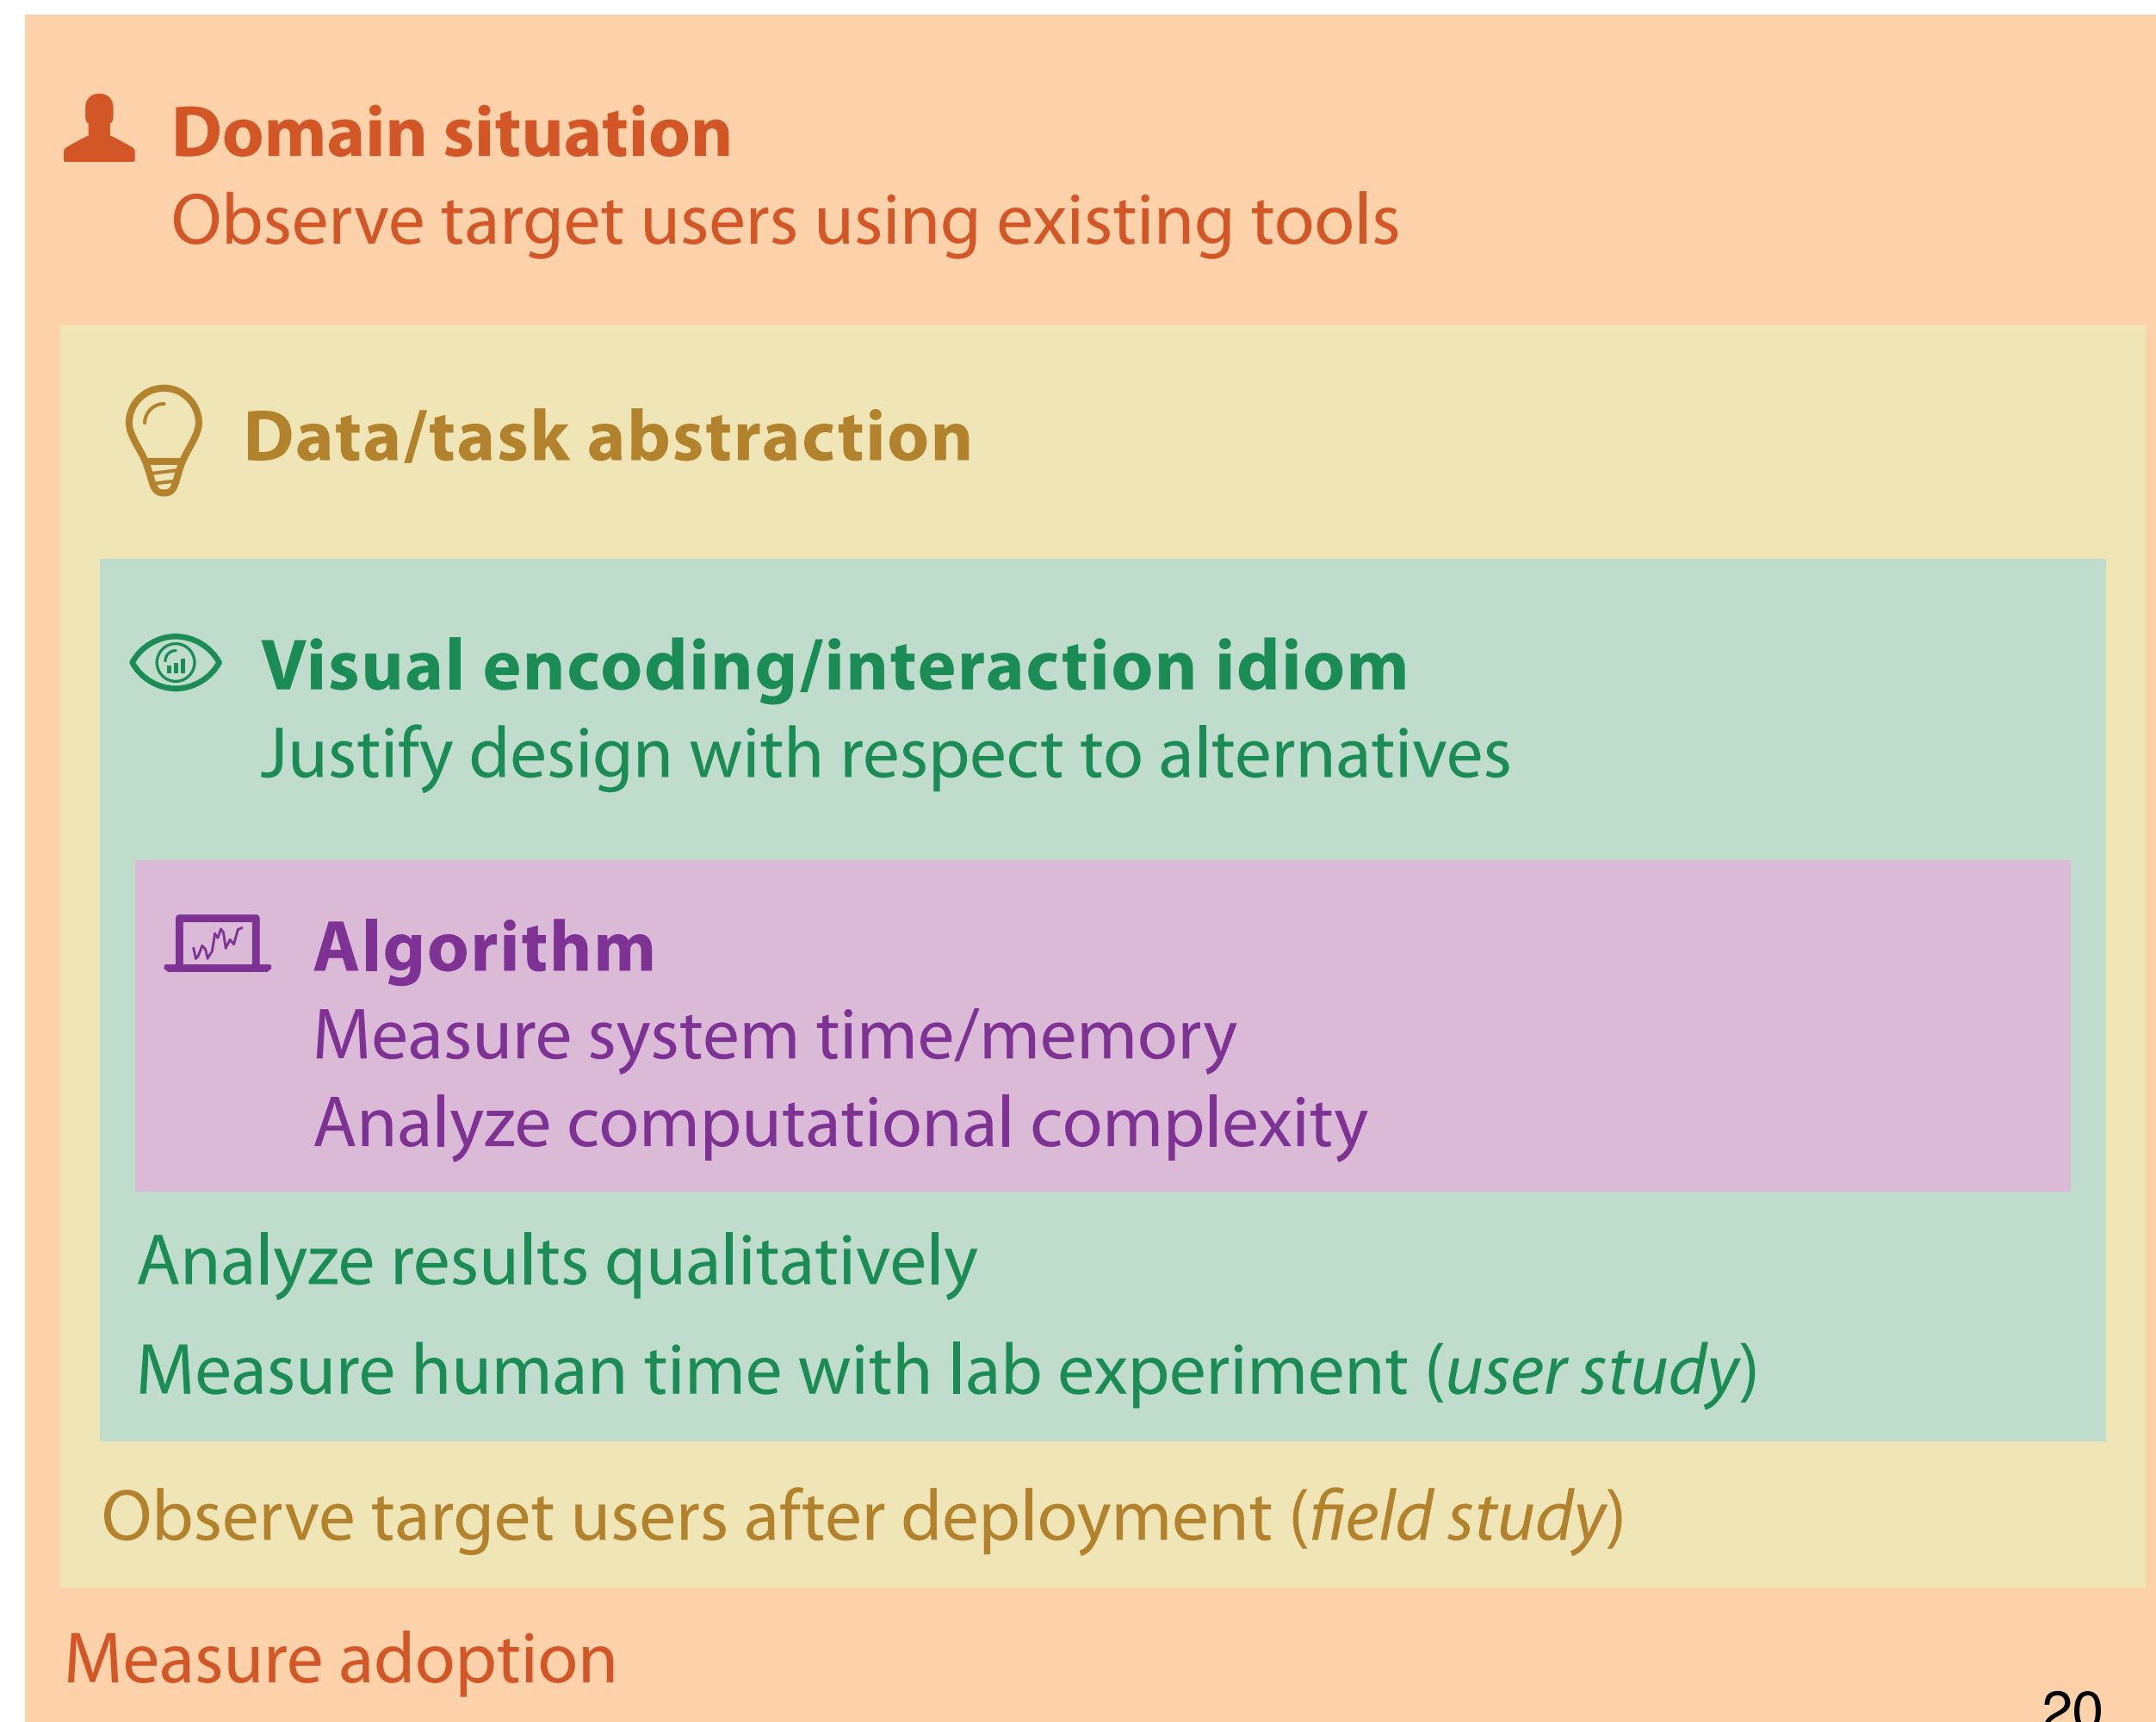 Domain situation
Observe target users using existing tools
Data/task abstraction
Visual encoding/interaction idiom
Justify design with respect to alternatives
Algorithm
Measure system time/memory
Analyze computational complexity
Analyze results qualitatively
Measure human time with lab experiment (user study)
Observe target users after deployment (field study)
Measure adoption
20